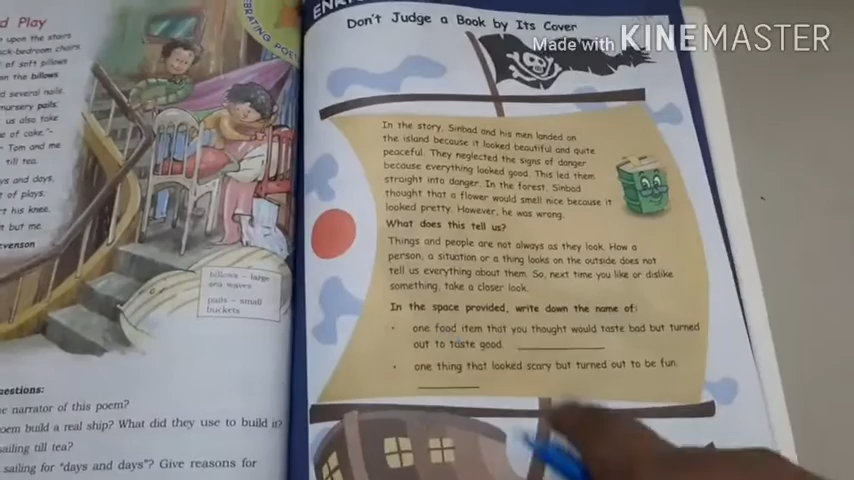 d Play
upon the stairs
ck-bedroom chairs,
of soft pillows
n the billows
d several nails,
nursery pails;
us also take
of cake."
Tom and me
till tea.
ys and days,
of plays;
t his knee,
but me.
evenson
billows – large
sea waves
pails – small
buckets
uestions:
e narrator of this poem?
oem build a real ship? What did they use to build it?
sailing till tea?
sailing for "days and days"? Give reasons for
Don't Judge a Book by Its Cover
Made with KINEMASTER
In the story, Sinbad and his men landed on
the island because it looked beautiful and quite
peaceful. They neglected the signs of danger
because everything looked good. This led them
straight into danger. In the forest, Sinbad
thought that a flower would smell nice because it
looked pretty. However, he was wrong.
What does this tell us?
Things and people are not always as they look. How a
person, a situation or a thing looks on the outside does not
tell us everything about them. So, next time you like or dislike
something, take a closer look.
In the space provided, write down the name of:
• one food item that you thought would taste bad but turned
out to taste good.
• one thing that looked scary but turned out to be fun.